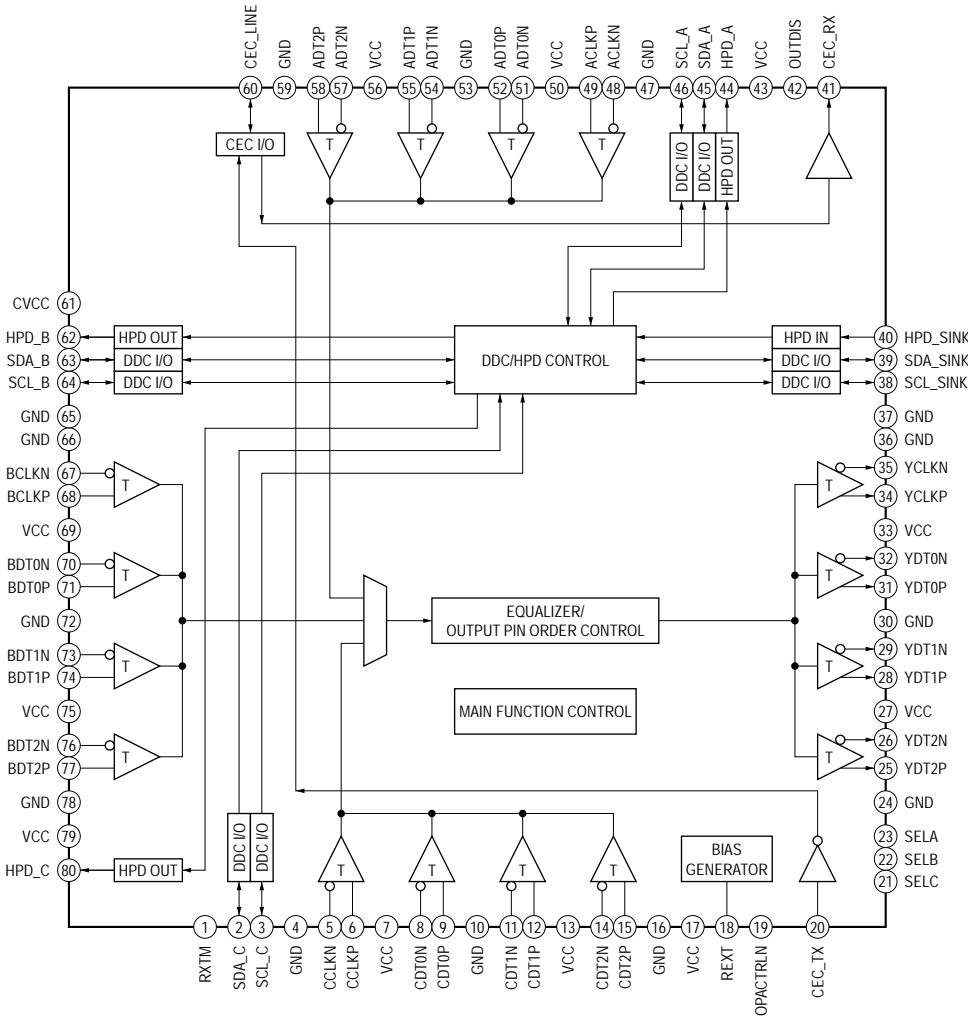 CEC_LINE
GND
ADT2P
ADT2N
VCC
ADT1P
ADT1N
GND
ADT0P
ADT0N
VCC
ACLKP
ACLKN
GND
SCL_A
SDA_A
HPD_A
VCC
OUTDIS
CEC_RX
60 59 58 57 56 55 54 53 52 51 50 49 48 47 46 45 44 43 42 41
CEC I/O
T
T
T
T
DDC I/O
DDC I/O
HPD OUT
CVCC 61
HPD_B 62 HPD OUT
SDA_B 63 DDC I/O
SCL_B 64 DDC I/O
DDC/HPD CONTROL
HPD IN 40 HPD_SINK
DDC I/O 39 SDA_SINK
DDC I/O 38 SCL_SINK
GND 65
GND 66
BCLKN 67
BCLKP 68
T
VCC 69
BDT0N 70
BDT0P 71
T
GND 72
BDT1N 73
BDT1P 74
T
VCC 75
BDT2N 76
BDT2P 77
T
GND 78
VCC 79
HPD_C 80 HPD OUT
EQUALIZER/
OUTPUT PIN ORDER CONTROL
MAIN FUNCTION CONTROL
37 GND
36 GND
35 YCLKN
T
34 YCLKP
33 VCC
32 YDT0N
T
31 YDT0P
30 GND
29 YDT1N
T
28 YDT1P
27 VCC
26 YDT2N
T
25 YDT2P
24 GND
23 SELA
22 SELB
21 SELC
DDC I/O
DDC I/O
T
T
T
T
BIAS
GENERATOR
1 2 3 4 5 6 7 8 9 10 11 12 13 14 15 16 17 18 19 20
RXTM
SDA_C
SCL_C
GND
CCLKN
CCLKP
VCC
CDT0N
CDT0P
GND
CDT1N
CDT1P
VCC
CDT2N
CDT2P
GND
VCC
REXT
OPACTRLN
CEC_TX